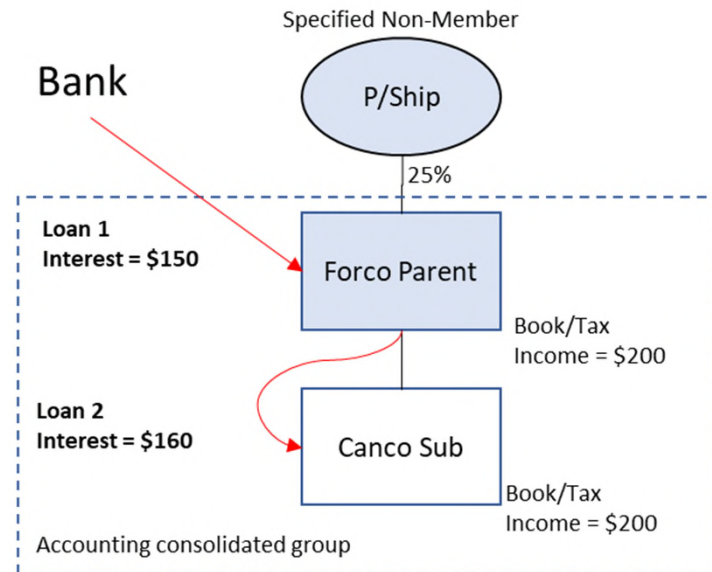 Specified Non-Member
Bank
P/Ship
25%
Loan 1
Interest = $150
Forco Parent
Book/Tax
Income = $200
Loan 2
Interest = $160
Canco Sub
Book/Tax
Income = $200
Accounting consolidated group